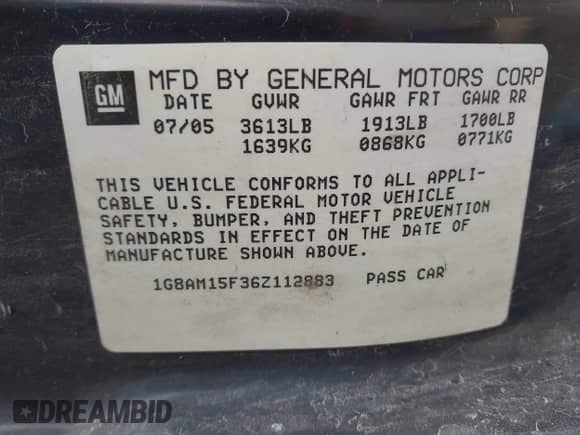 GM
MFD BY GENERAL MOTORS CORP
DATE GVWR GAWR FRT GAWR RR
07/05 3613LB 1913LB 1700LB
1639KG 0868KG 0771KG
THIS VEHICLE CONFORMS TO ALL APPLI-
CABLE U.S. FEDERAL MOTOR VEHICLE
SAFETY, BUMPER, AND THEFT PREVENTION
STANDARDS IN EFFECT ON THE DATE OF
MANUFACTURE SHOWN ABOVE.
1G8AM15F36Z112883 PASS CAR
DREAMBID